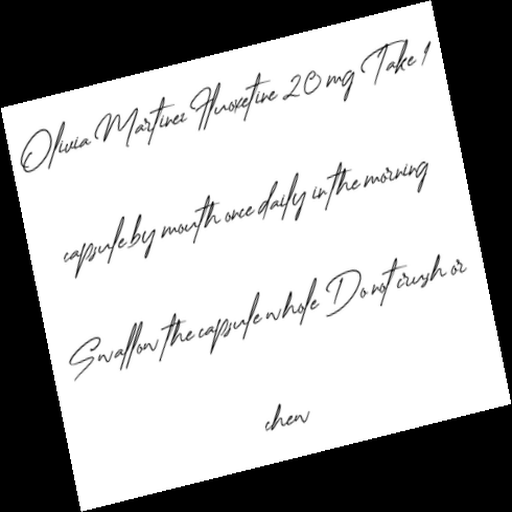 Olivia Martinez Fluoxetine 20 mg Take 1
capsule by mouth once daily in the morning
Swallow the capsule whole Do not crush or
chew